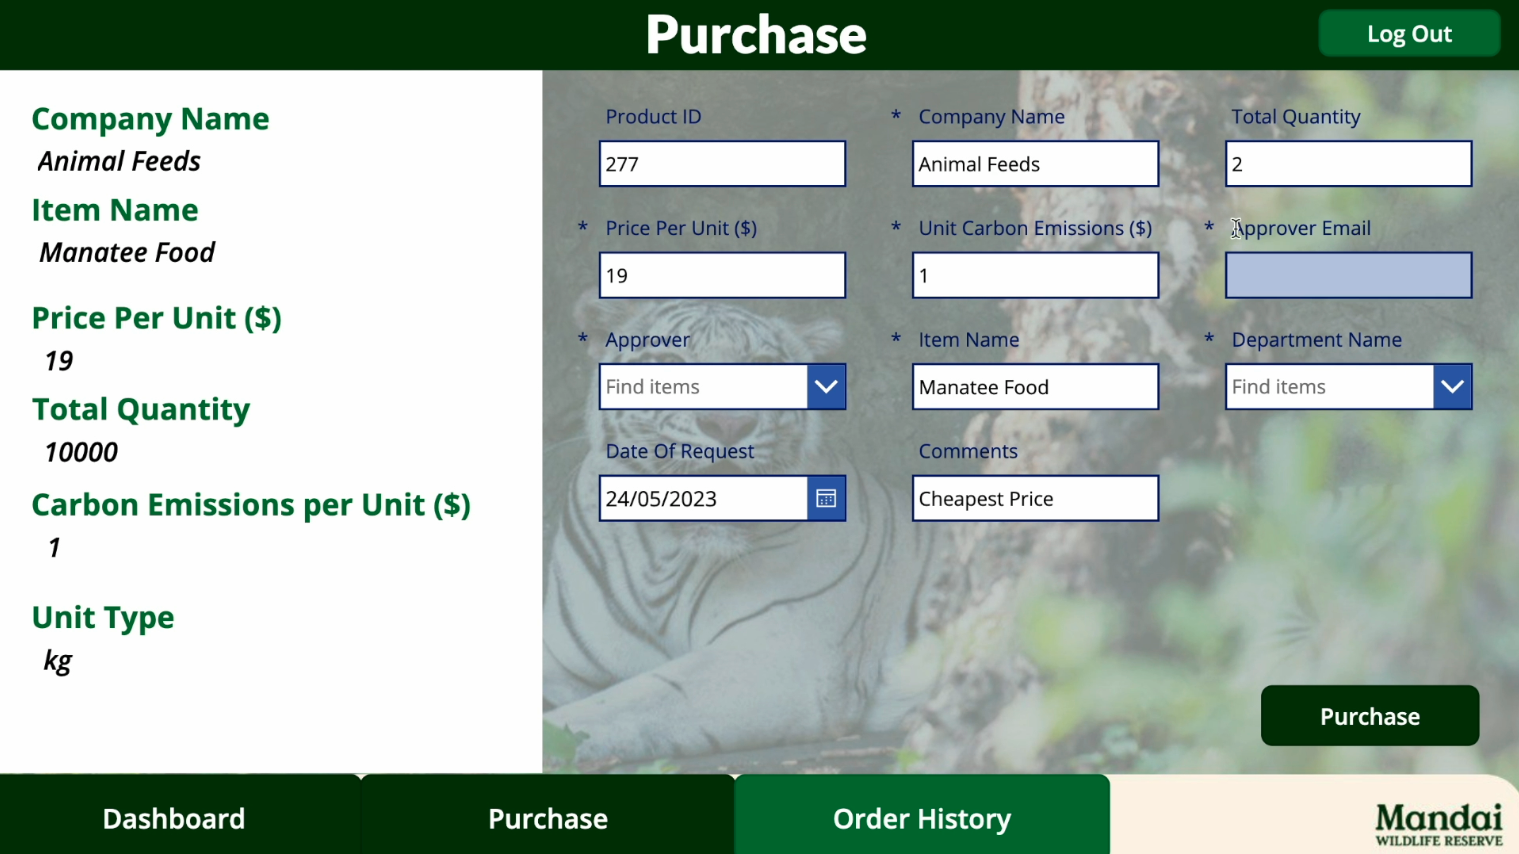 Purchase
Log Out
Company Name
Animal Feeds
Item Name
Manatee Food
Price Per Unit ($)
19
Total Quantity
10000
Carbon Emissions per Unit ($)
1
Unit Type
kg
Product ID
* Company Name
Total Quantity
277
Animal Feeds
2
* Price Per Unit ($)
* Unit Carbon Emissions ($)
* Approver Email
19
1
* Approver
* Item Name
* Department Name
Find items
Manatee Food
Find items
Date Of Request
Comments
24/05/2023
Cheapest Price
Purchase
Dashboard
Purchase
Order History
Mandai
WILDLIFE RESERVE